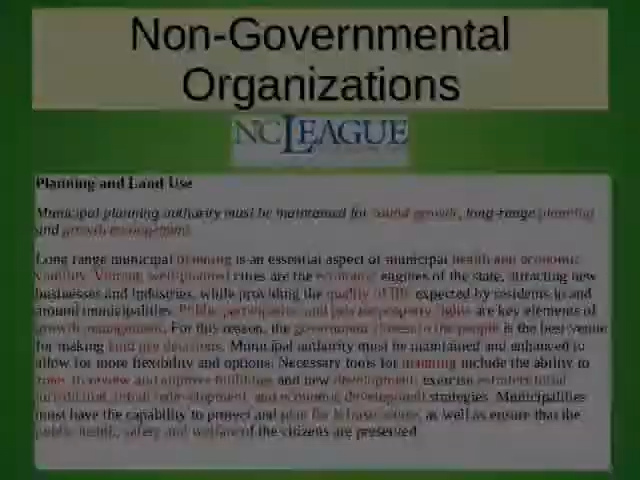 Non-Governmental
Organizations
NCLEAGUE
Planning and Land Use
Municipal planning authority must be maintained for sound growth, long-range planning
and growth management.
Long range municipal planning is an essential aspect of municipal health and economic
viability. Vibrant, well-planned cities are the economic engines of the state, attracting new
businesses and industries, while providing the quality of life expected by residents in and
around municipalities. Public participation and private property rights are key elements of
growth management. For this reason, the government closest to the people is the best venue
for making land use decisions. Municipal authority must be maintained and enhanced to
allow for more flexibility and options. Necessary tools for planning include the ability to
zone, to review and approve buildings and new development, exercise extraterritorial
jurisdiction, urban redevelopment, and economic development strategies. Municipalities
must have the capability to protect and plan for infrastructure, as well as ensure that the
public health, safety and welfare of the citizens are preserved